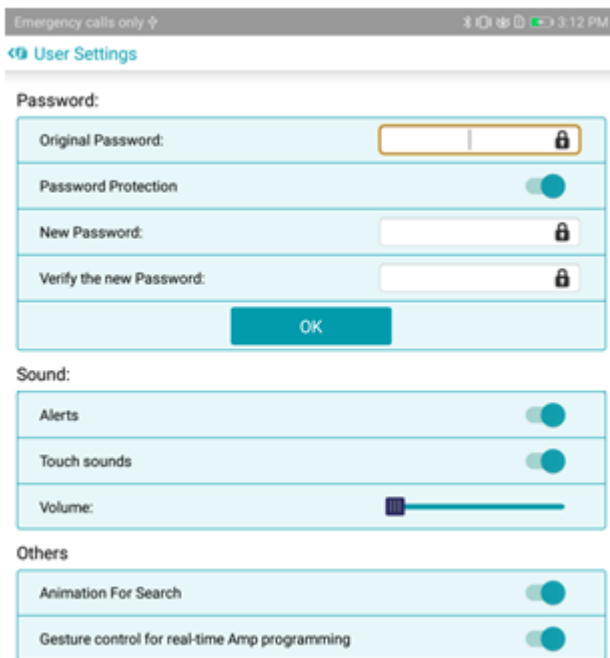 Emergency calls only
3:12 PM
User Settings
Password:
Original Password:
Password Protection
New Password:
Verify the new Password:
OK
Sound:
Alerts
Touch sounds
Volume:
Others
Animation For Search
Gesture control for real-time Amp programming